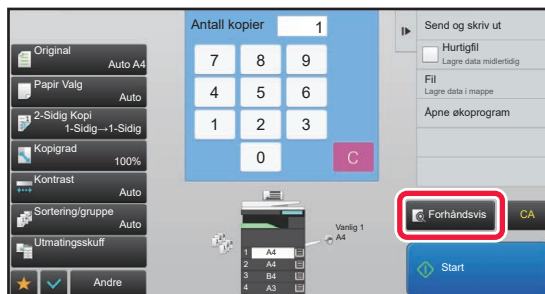 Original
Auto A4
Papir Valg
Auto
2-Sidig Kopi
1-Sidig→1-Sidig
Kopigrad
100%
Kontrast
Auto
Sortering/gruppe
Auto
Utmatingsskuff
Andre
Antall kopier 1
7 8 9
4 5 6
1 2 3
0 C
Vanlig 1
A4
1 A4
2 A4
3 B4
4 A3
Send og skriv ut
Hurtigfil
Lagre data midlertidig
Fil
Lagre data i mappe
Åpne økoprogram
Forhåndsvis
CA
Start